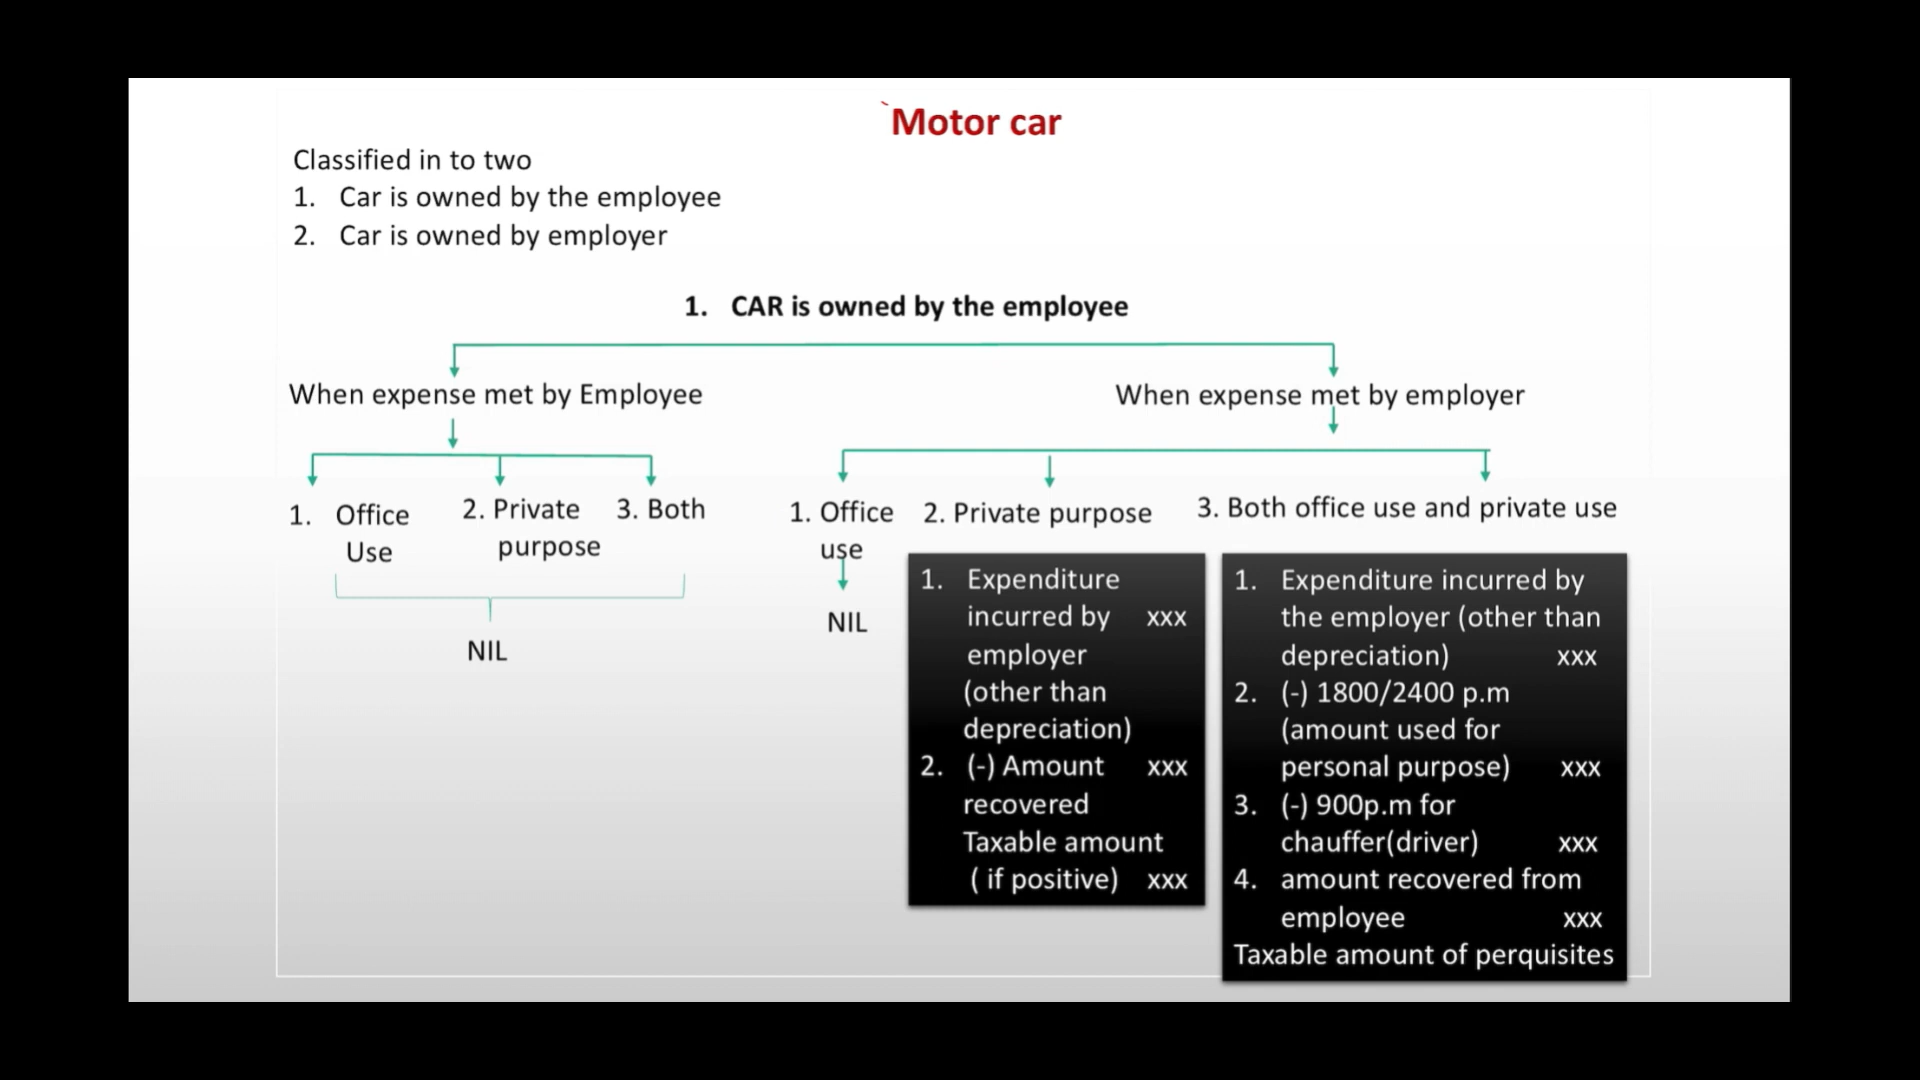 `Motor car
Classified in to two
1. Car is owned by the employee
2. Car is owned by employer
1. CAR is owned by the employee
When expense met by Employee
When expense met by employer
1. Office
Use
2. Private
purpose
3. Both
NIL
1. Office
use
NIL
2. Private purpose
1. Expenditure
incurred by xxx
employer
(other than
depreciation)
2. (-) Amount xxx
recovered
Taxable amount
( if positive) xxx
3. Both office use and private use
1. Expenditure incurred by
the employer (other than
depreciation) xxx
2. (-) 1800/2400 p.m
(amount used for
personal purpose) xxx
3. (-) 900p.m for
chauffer(driver) xxx
4. amount recovered from
employee xxx
Taxable amount of perquisites